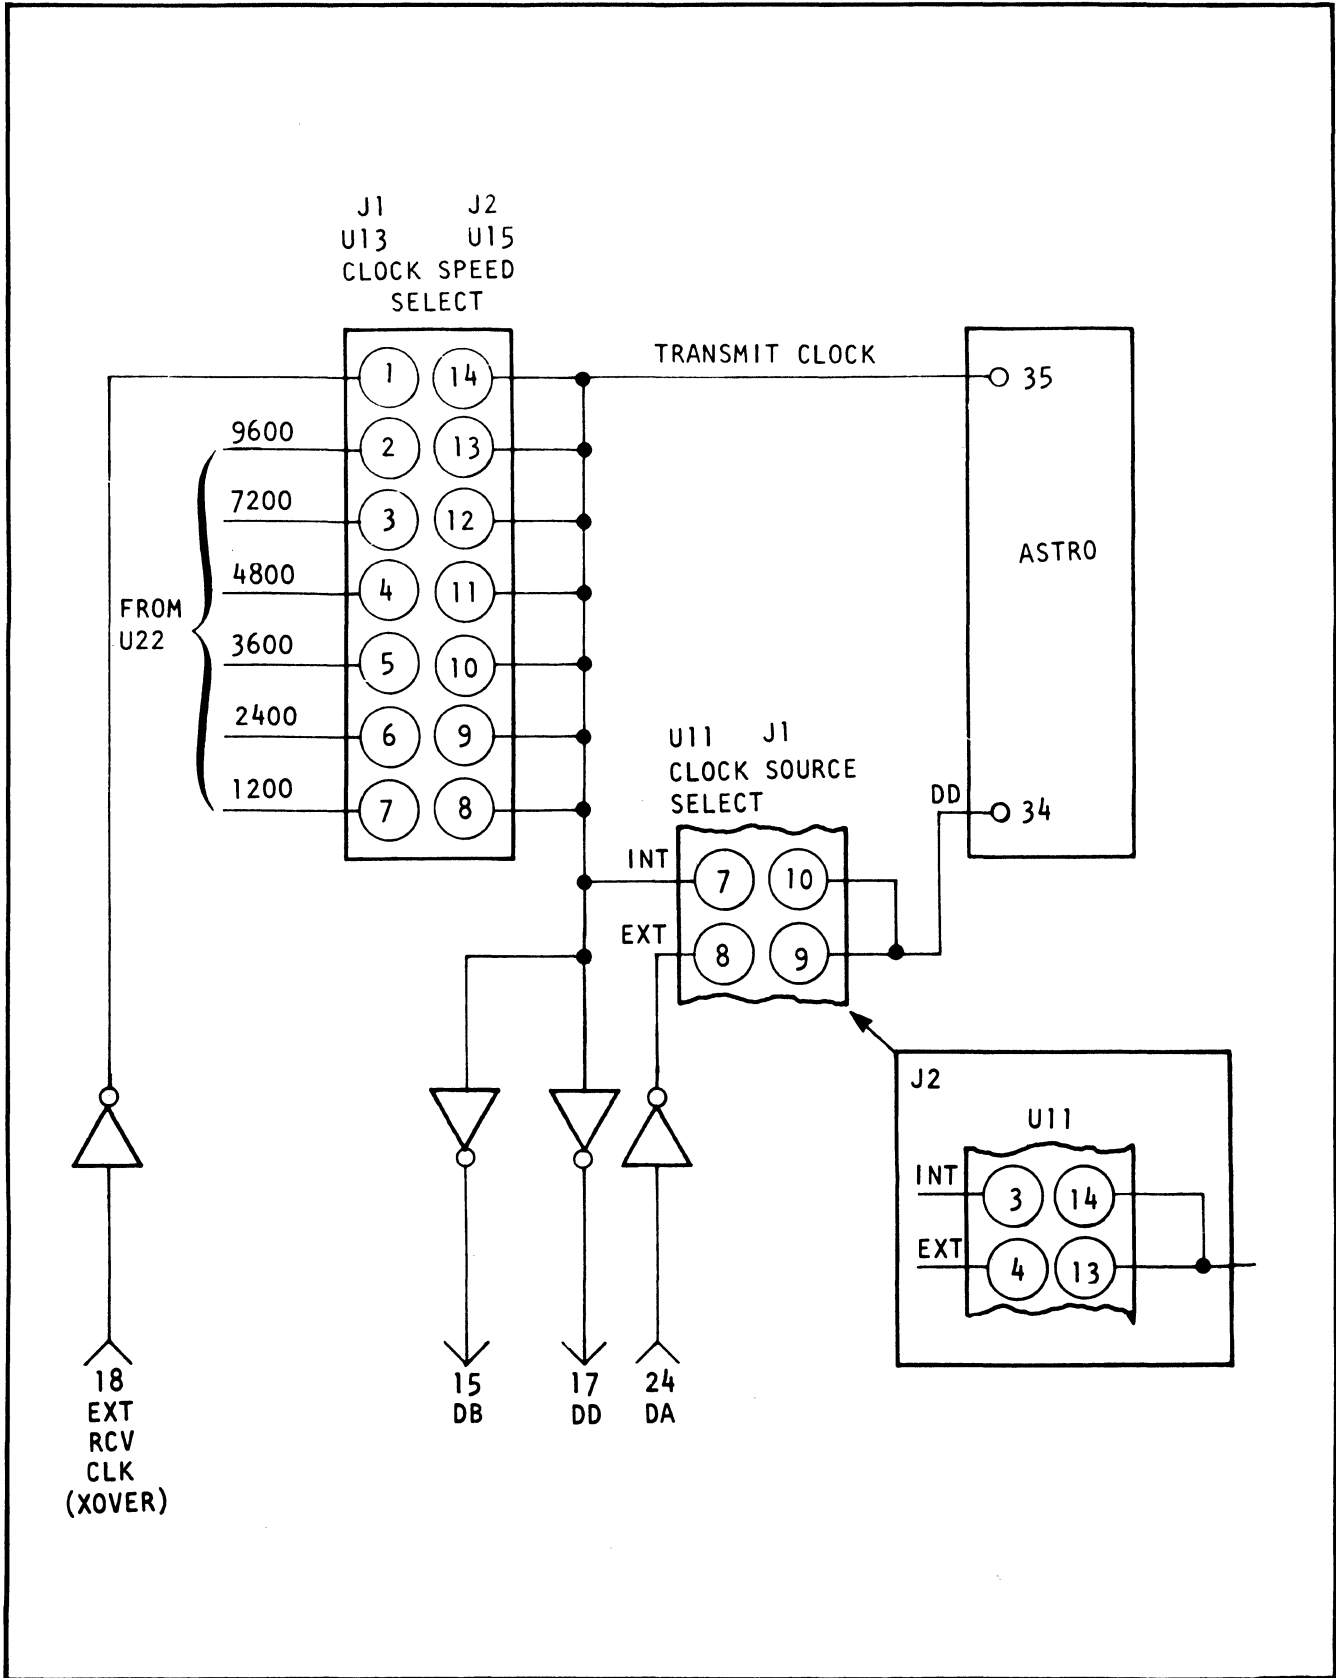 J1 J2
U13 U15
CLOCK SPEED
SELECT
TRANSMIT CLOCK
1 14
35
9600
2 13
7200
3 12
ASTRO
4800
4 11
FROM
U22
3600
5 10
2400
6 9
U11 J1
CLOCK SOURCE
SELECT
1200
7 8
DD
34
INT
7 10
EXT
8 9
J2
U11
INT
3 14
EXT
4 13
18
EXT
RCV
CLK
(XOVER)
15
DB
17
DD
24
DA